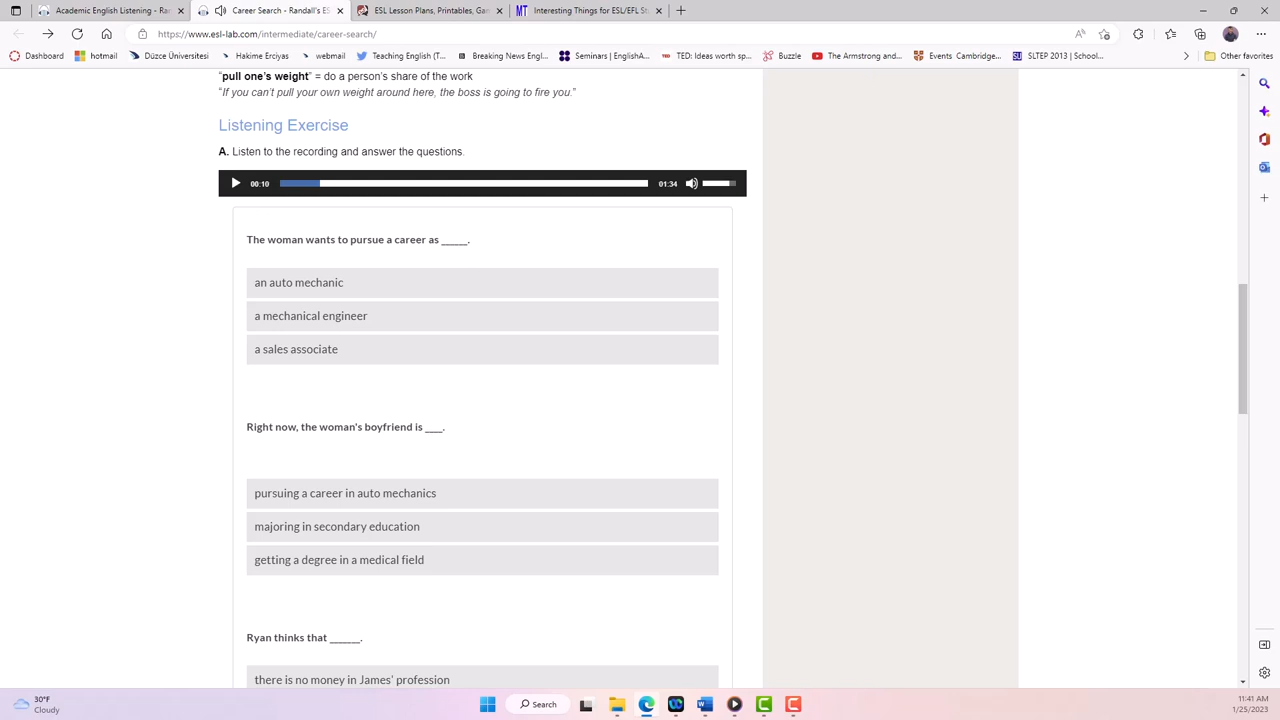 Academic English Listening - Ran
Career Search - Randall's ES
ESL Lesson Plans, Printables, Gam
Interesting Things for ESL/EFL St
https://www.esl-lab.com/intermediate/career-search/
Dashboard
hotmail
Düzce Üniversitesi
Hakime Erciyas
webmail
Teaching English (T...
Breaking News Engl...
Seminars | EnglishA...
TED: Ideas worth sp...
Buzzle
The Armstrong and...
Events Cambridge...
SLTEP 2013 | School...
Other favorites
"pull one's weight" = do a person's share of the work
"If you can't pull your own weight around here, the boss is going to fire you."
Listening Exercise
A. Listen to the recording and answer the questions.
00:10
01:34
The woman wants to pursue a career as ______.
an auto mechanic
a mechanical engineer
a sales associate
Right now, the woman's boyfriend is ____.
pursuing a career in auto mechanics
majoring in secondary education
getting a degree in a medical field
Ryan thinks that _______.
there is no money in James' profession
30°F
Cloudy
Search
11:41 AM
1/25/2023